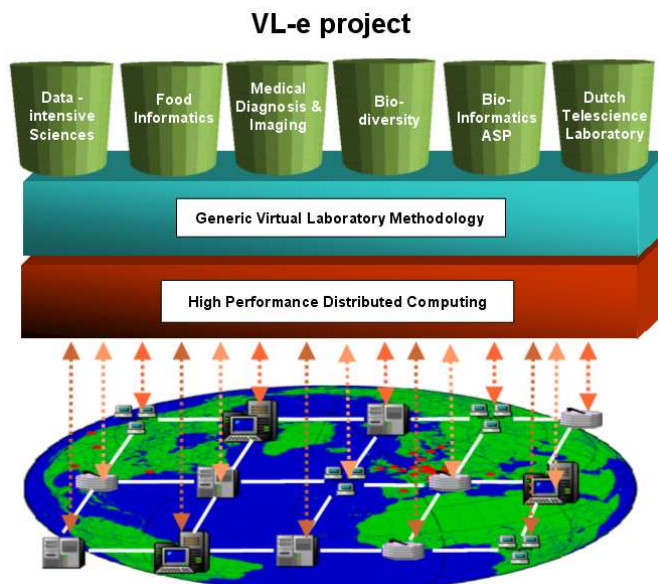 VL-e project
Data -
intensive
Sciences
Food
Informatics
Medical
Diagnosis &
Imaging
Bio-
diversity
Bio-
Informatics
ASP
Dutch
Telescience
Laboratory
Generic Virtual Laboratory Methodology
High Performance Distributed Computing